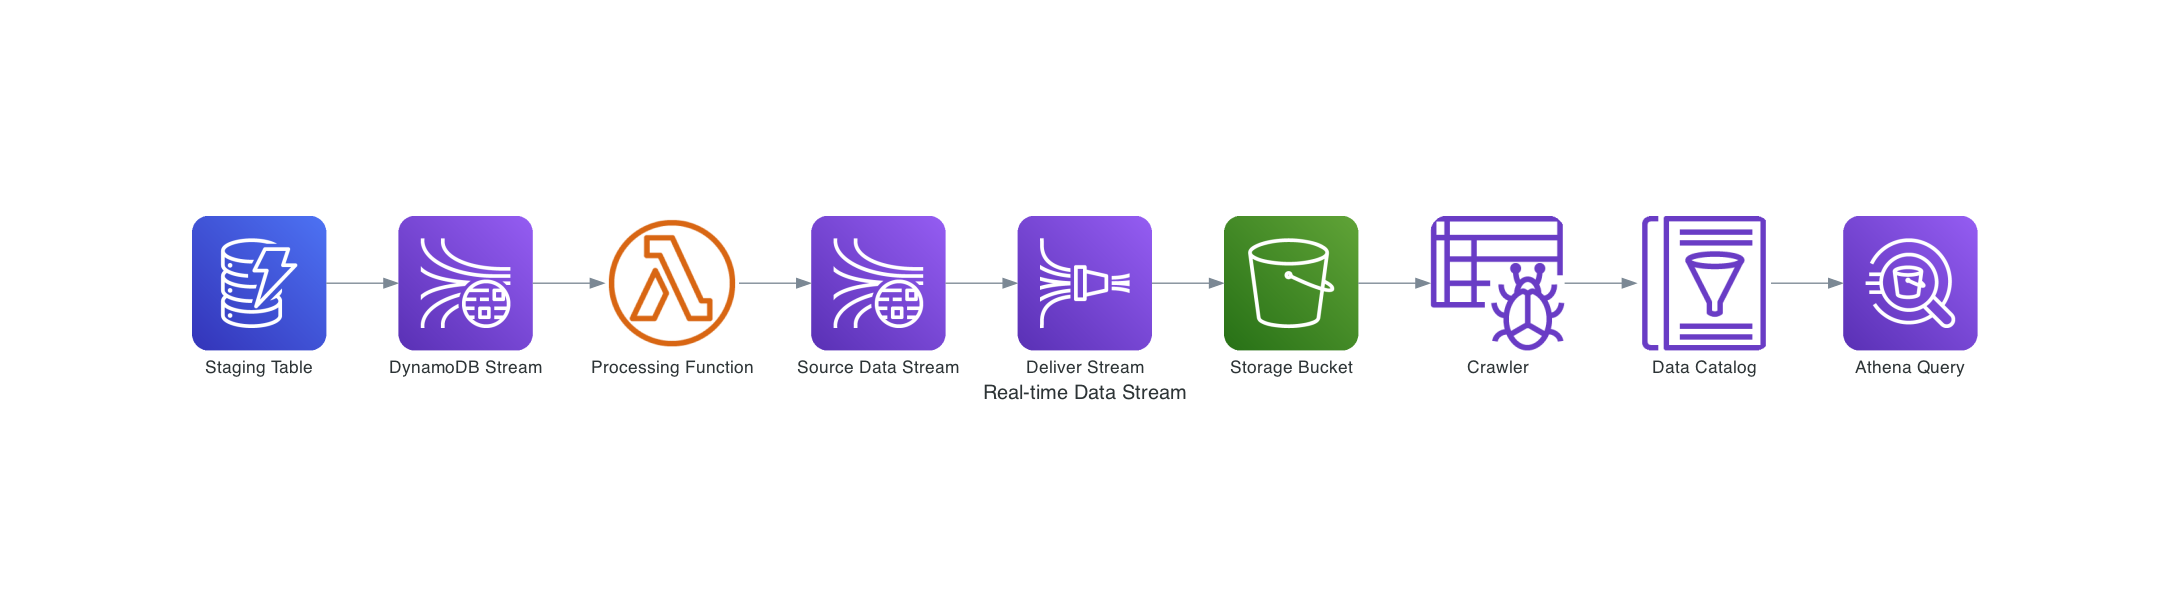 Staging Table
DynamoDB Stream
Processing Function
Source Data Stream
Deliver Stream
Storage Bucket
Crawler
Data Catalog
Athena Query
Real-time Data Stream